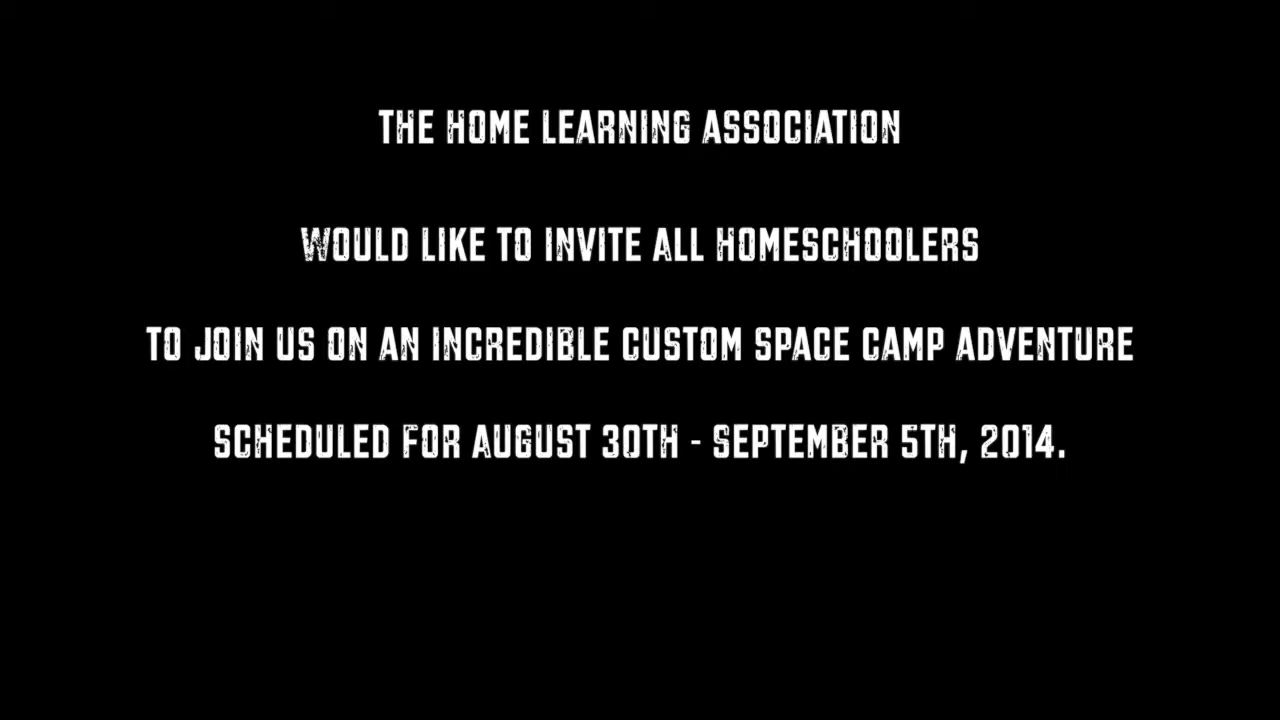 THE HOME LEARNING ASSOCIATION
WOULD LIKE TO INVITE ALL HOMESCHOOLERS
TO JOIN US ON AN INCREDIBLE CUSTOM SPACE CAMP ADVENTURE
SCHEDULED FOR AUGUST 30TH - SEPTEMBER 5TH, 2014.